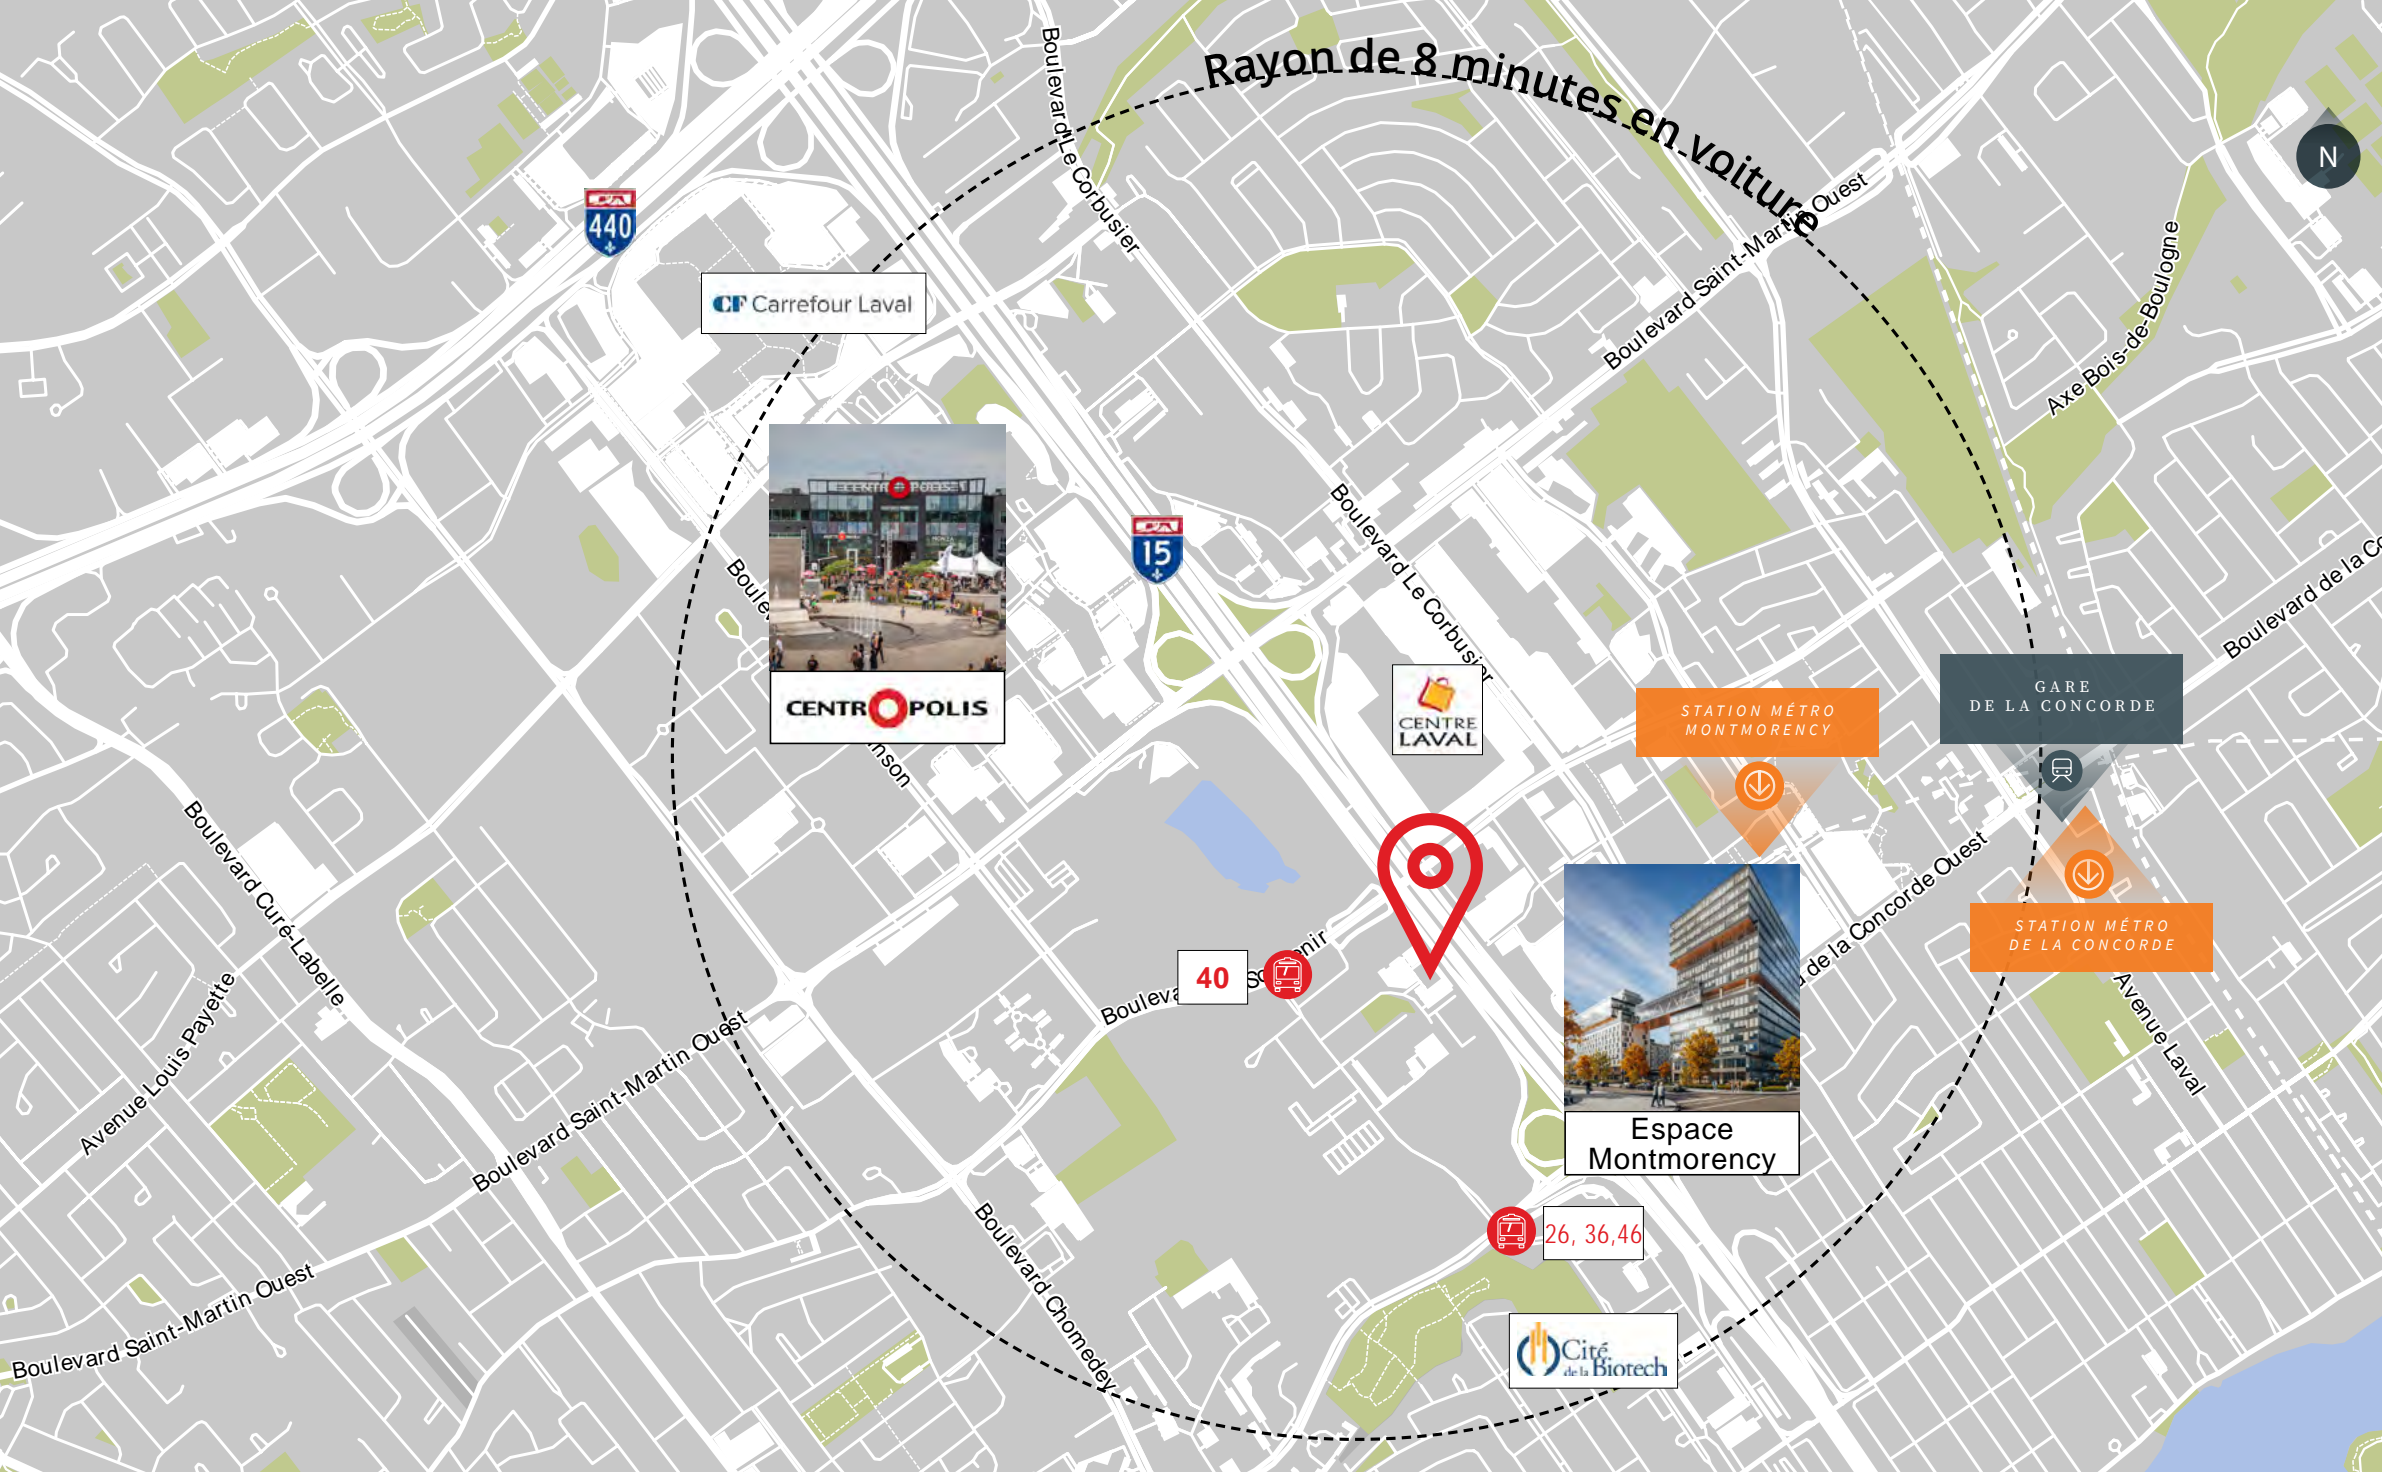 Rayon de 8 minutes en voiture
Boulevard Le Corbusier
Boulevard Saint-Martin Ouest
N
440
CF Carrefour Laval
Axe Bois-de-Boulogne
CENTROPOLIS
15
Boulevard Le Corbusier
Boulevard de la Co
CENTROPOLIS
CENTRE
LAVAL
STATION MÉTRO
MONTMORENCY
GARE
DE LA CONCORDE
Boulevard Curé-Labelle
de la Concorde Ouest
STATION MÉTRO
DE LA CONCORDE
40
Avenue Louis Payette
Avenue Laval
Boulevard Saint-Martin Ouest
Espace
Montmorency
Boulevard Chomedey
26, 36,46
Boulevard Saint-Martin Ouest
Cité
de la Biotech